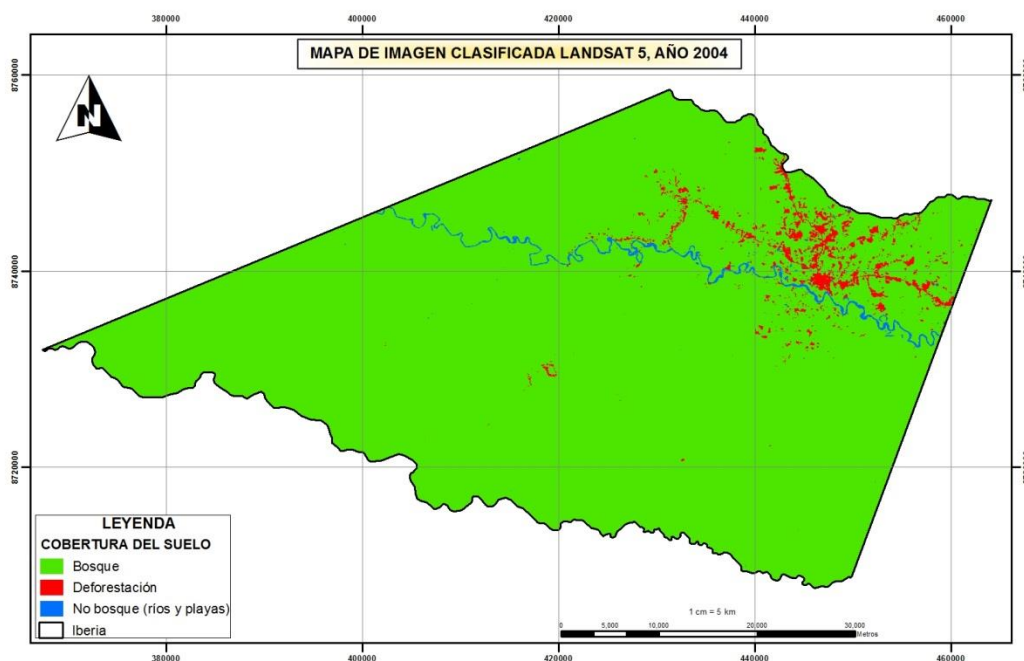 380000 400000 420000 440000 460000
MAPA DE IMAGEN CLASIFICADA LANDSAT 5, AÑO 2004
8760000
N
8740000
8720000
LEYENDA
COBERTURA DEL SUELO
Bosque
Deforestación
No bosque (ríos y playas)
Iberia
1 cm = 5 km
0 5,000 10,000 20,000 30,000
Metros
380000 400000 420000 440000 460000